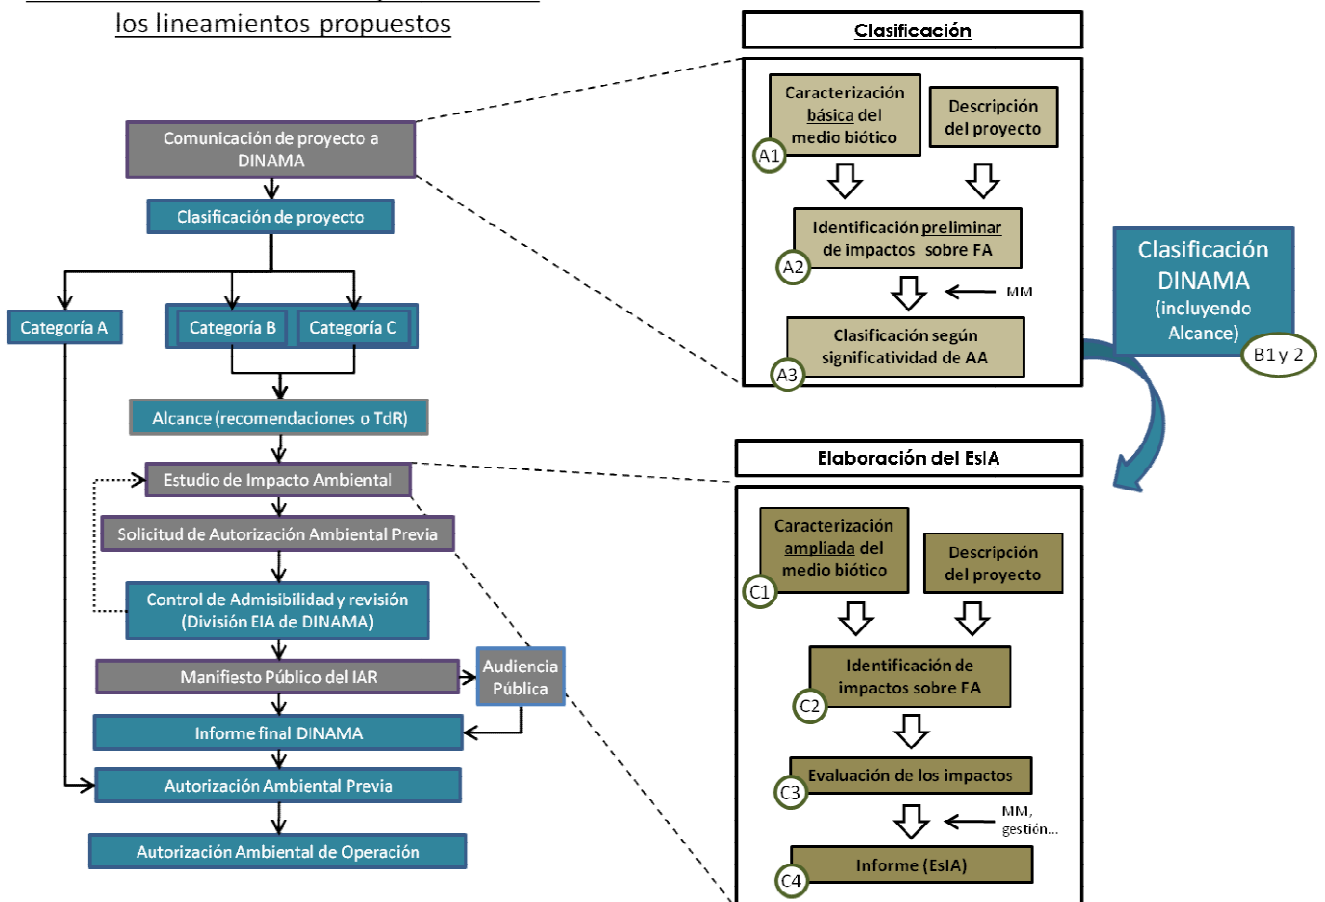 los lineamientos propuestos
Comunicación de proyecto a
DINAMA
Clasificación de proyecto
Categoría A
Categoría B
Categoría C
Alcance (recomendaciones o TdR)
Estudio de Impacto Ambiental
Solicitud de Autorización Ambiental Previa
Control de Admisibilidad y revisión
(División EIA de DINAMA)
Manifiesto Público del IAR
Audiencia
Pública
Informe final DINAMA
Autorización Ambiental Previa
Autorización Ambiental de Operación
Clasificación
Caracterización
básica del
medio biótico
A1
Descripción
del proyecto
Identificación preliminar
de impactos sobre FA
A2
MM
Clasificación según
significatividad de AA
A3
Clasificación
DINAMA
(incluyendo
Alcance)
B1 y 2
Elaboración del EsIA
Caracterización
ampliada del
medio biótico
C1
Descripción
del proyecto
Identificación de
impactos sobre FA
C2
Evaluación de los impactos
C3
MM,
gestión...
Informe (EsIA)
C4